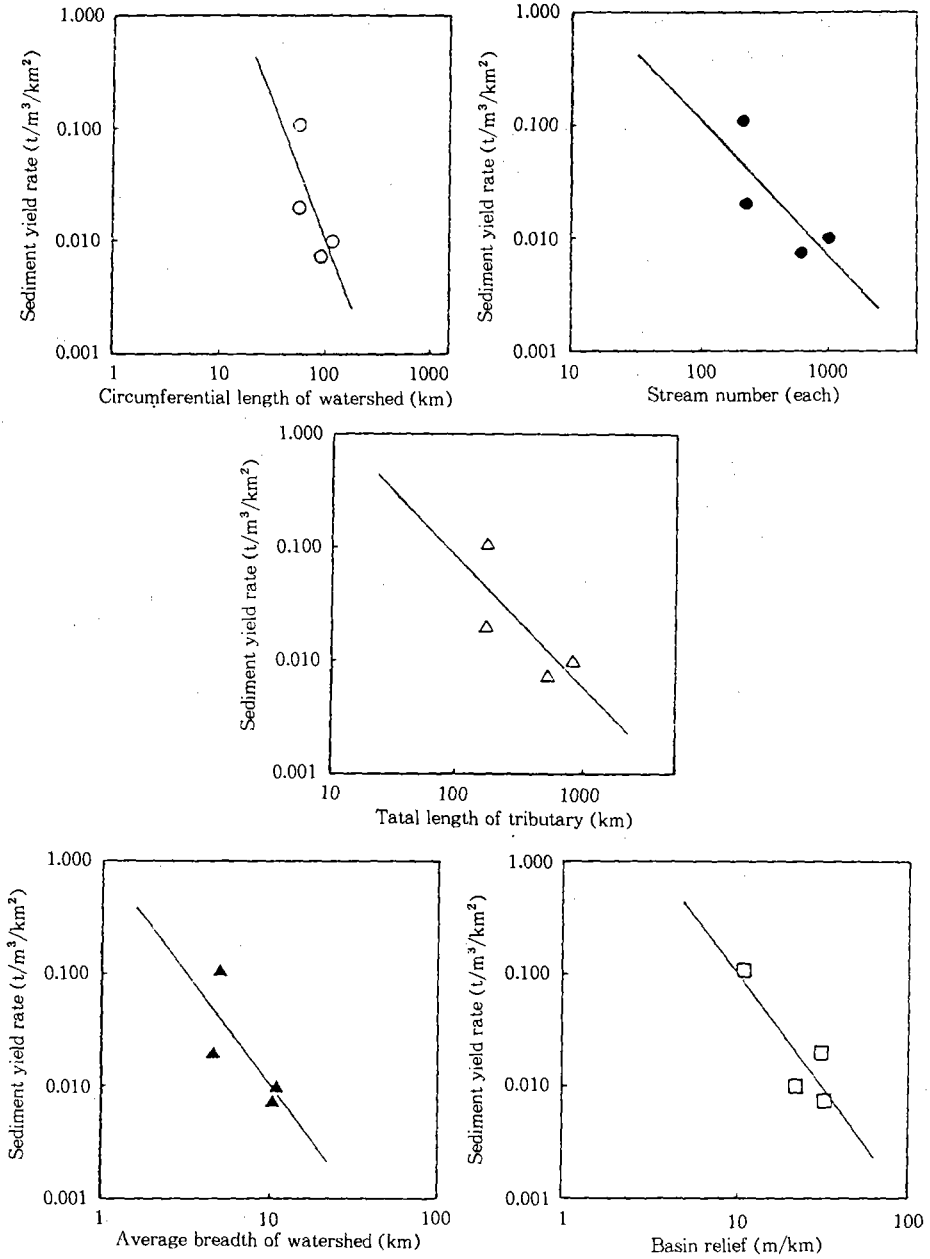 1.000
0.100
0.010
0.001
Sediment yield rate (t/m³/km²)
1 10 100 1000
Circumferential length of watershed (km)
1.000
0.100
0.010
0.001
Sediment yield rate (t/m³/km²)
10 100 1000
Stream number (each)
1.000
0.100
0.010
0.001
Sediment yield rate (t/m³/km²)
10 100 1000
Tatal length of tributary (km)
1.000
0.100
0.010
0.001
Sediment yield rate (t/m³/km²)
1 10 100
Average breadth of watershed (km)
1.000
0.100
0.010
0.001
Sediment yield rate (t/m³/km²)
1 10 100
Basin relief (m/km)